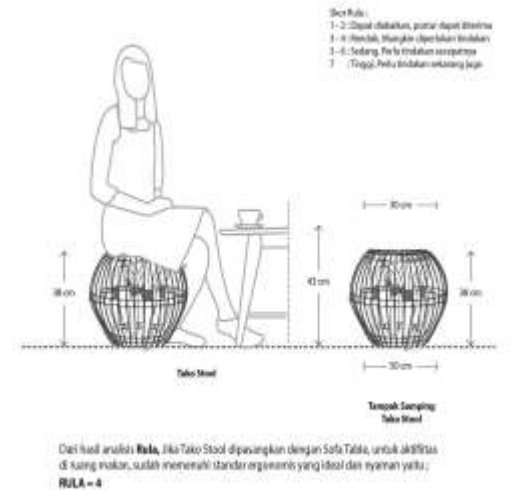 Skor Rula :
1 - 2 : Dapat diabaikan, postur dapat diterima
3 - 4 : Rendah, Mungkin diperlukan tindakan
5 - 6 : Sedang, Perlu tindakan secepatnya
7 : Tinggi, Perlu tindakan sekarang juga
30 cm
38 cm
43 cm
38 cm
30 cm
Tako Stool
Tampak Samping
Tako Stool
Dari hasil analisis Rula, Jika Tako Stool dipasangkan dengan Sofa Table, untuk aktifitas
di ruang makan, sudah memenuhi standar ergonomis yang ideal dan nyaman yaitu ;
RULA = 4